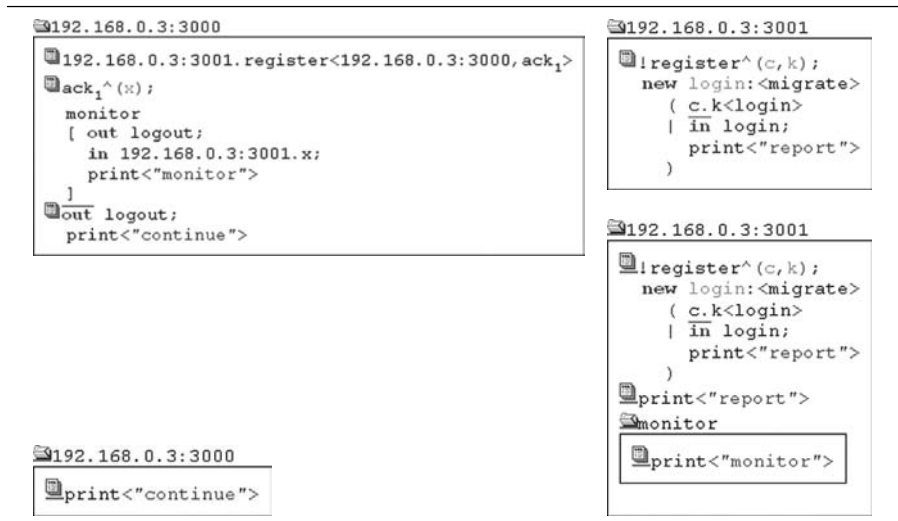 192.168.0.3:3000
192.168.0.3:3001.register<192.168.0.3:3000,ack₁>
ack₁^(x);
monitor
[ out logout;
in 192.168.0.3:3001.x;
print<"monitor">
]
out logout;
print<"continue">
192.168.0.3:3001
!register^(c,k);
new login:<migrate>
( c.k<login>
| in login;
print<"report">
)
192.168.0.3:3000
print<"continue">
192.168.0.3:3001
!register^(c,k);
new login:<migrate>
( c.k<login>
| in login;
print<"report">
)
print<"report">
monitor
print<"monitor">